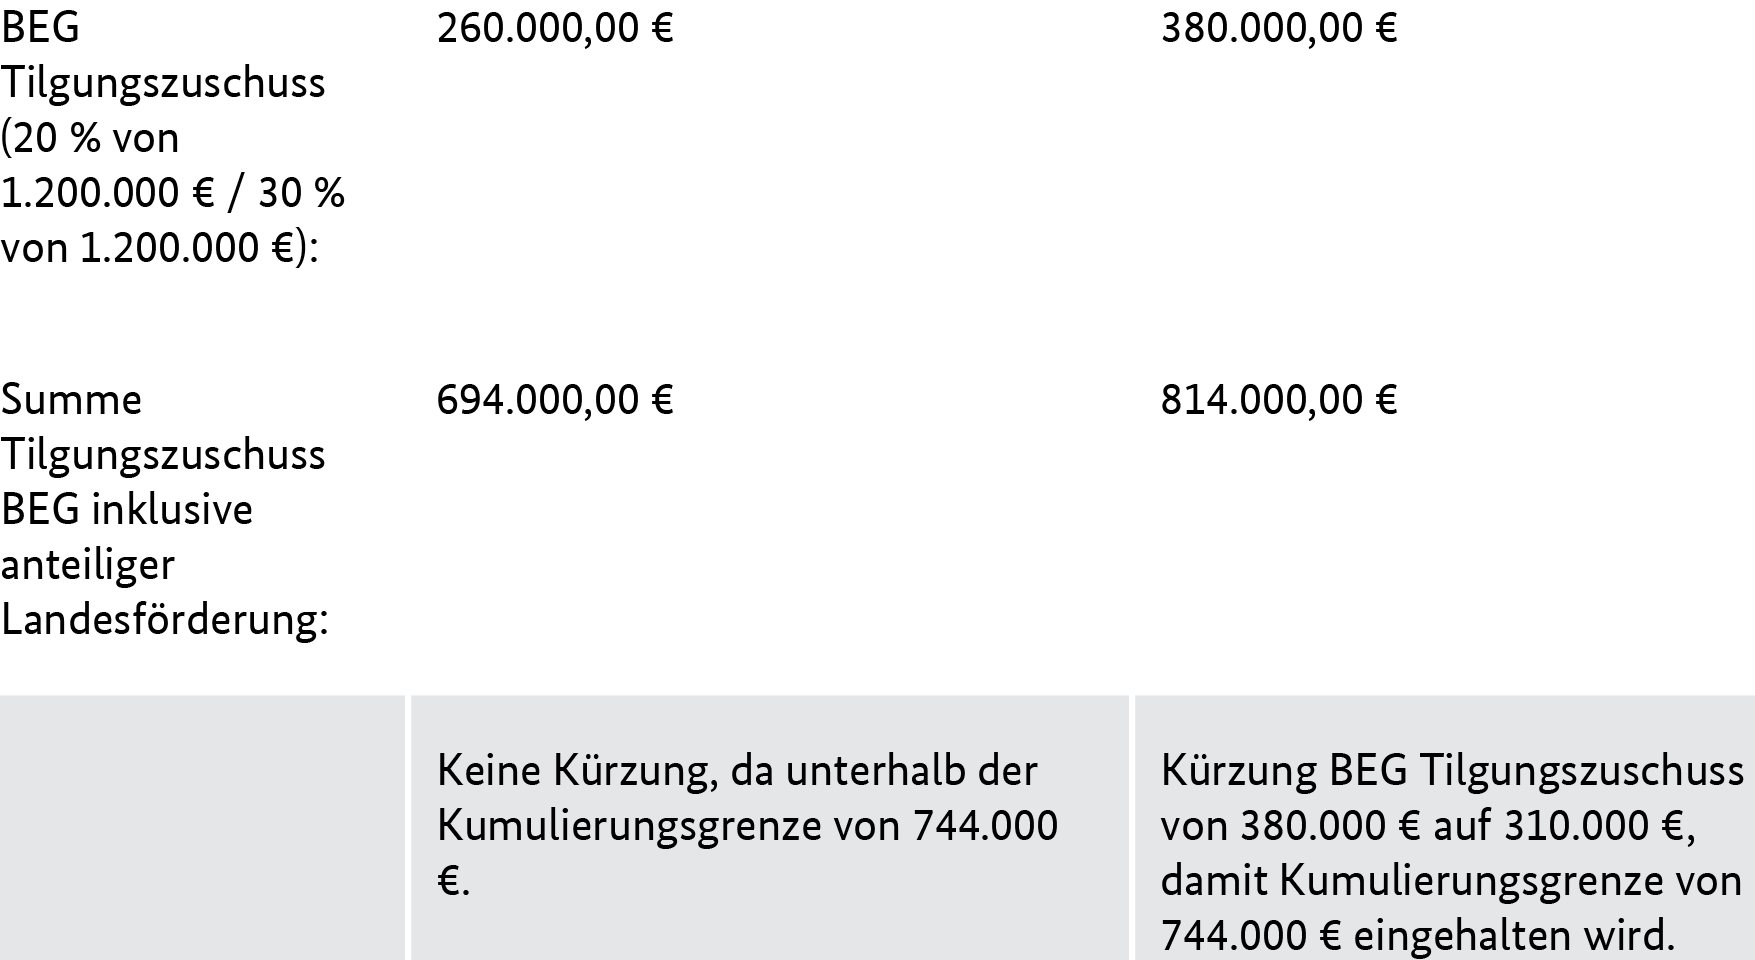 BEG
Tilgungszuschuss
(20 % von
1.200.000 € / 30 %
von 1.200.000 €):
260.000,00 €
380.000,00 €
Summe
Tilgungszuschuss
BEG inklusive
anteiliger
Landesförderung:
694.000,00 €
814.000,00 €
Keine Kürzung, da unterhalb der
Kumulierungsgrenze von 744.000
€.
Kürzung BEG Tilgungszuschuss
von 380.000 € auf 310.000 €,
damit Kumulierungsgrenze von
744.000 € eingehalten wird.